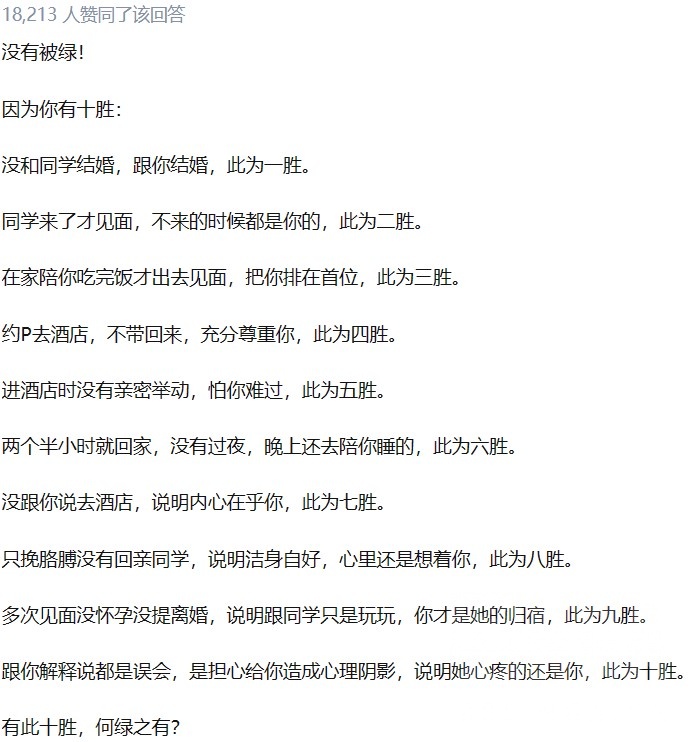 18,213 人赞同了该回答
没有被绿！
因为你有十胜：
没和同学结婚，跟你结婚，此为一胜。
同学来了才见面，不来的时候都是你的，此为二胜。
在家陪你吃完饭才出去见面，把你排在首位，此为三胜。
约P去酒店，不带回来，充分尊重你，此为四胜。
进酒店时没有亲密举动，怕你难过，此为五胜。
两个半小时就回家，没有过夜，晚上还去陪你睡的，此为六胜。
没跟你说去酒店，说明内心在乎你，此为七胜。
只挽胳膊没有回亲同学，说明洁身自好，心里还是想着你，此为八胜。
多次见面没怀孕没提离婚，说明跟同学只是玩玩，你才是她的归宿，此为九胜。
跟你解释说都是误会，是担心给你造成心理阴影，说明她心疼的还是你，此为十胜。
有此十胜，何绿之有？